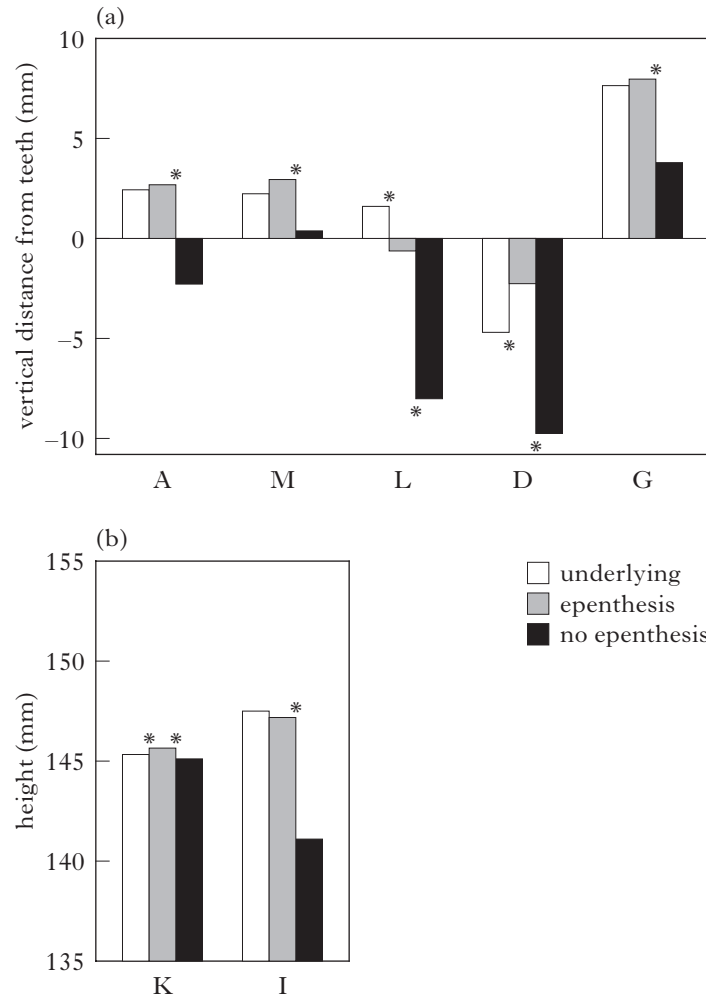 (a)
vertical distance from teeth (mm)
10
5
0
–5
–10
*
*
*
*
*
*
*
A M L D G
(b)
height (mm)
155
150
145
140
135
* *
*
K I
underlying
epenthesis
no epenthesis